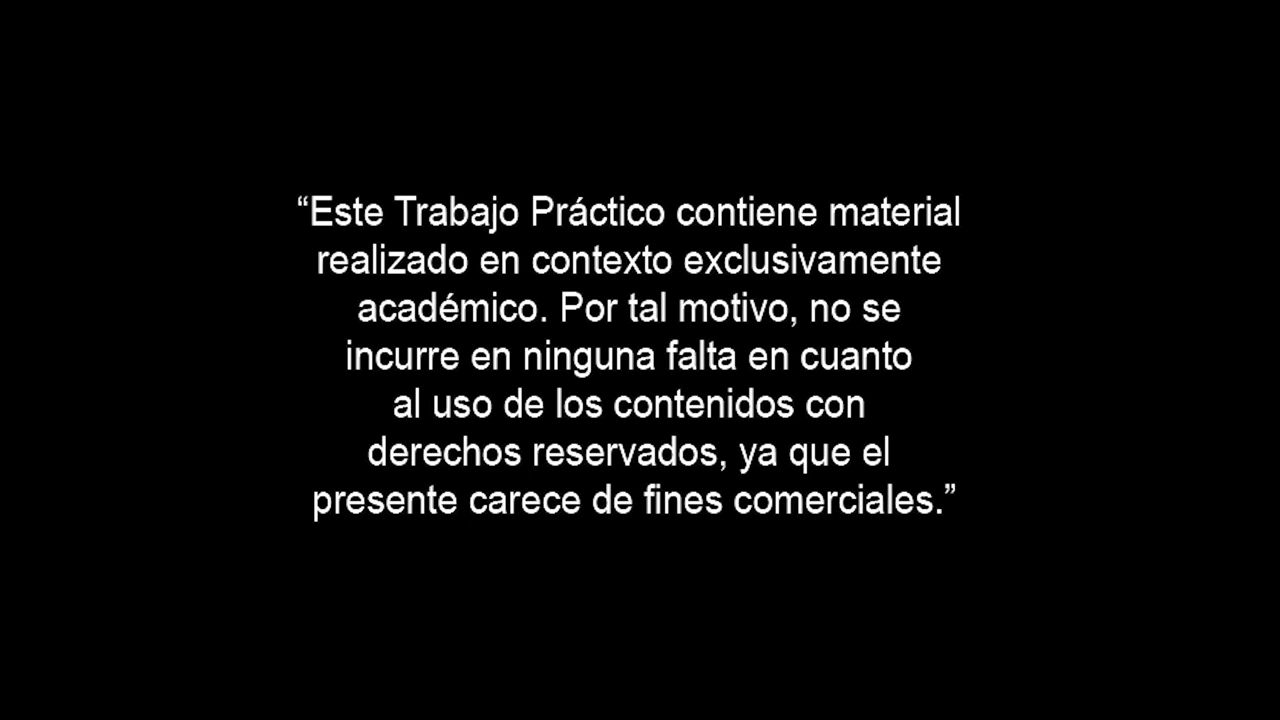 “Este Trabajo Práctico contiene material
realizado en contexto exclusivamente
académico. Por tal motivo, no se
incurre en ninguna falta en cuanto
al uso de los contenidos con
derechos reservados, ya que el
presente carece de fines comerciales.”